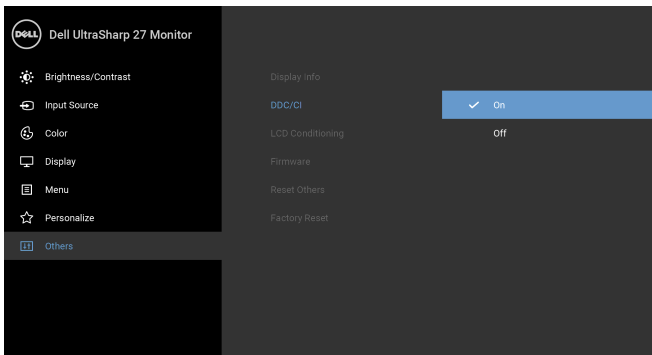 DELL
Dell UltraSharp 27 Monitor
Brightness/Contrast
Input Source
Color
Display
Menu
Personalize
Others
Display Info
DDC/CI
LCD Conditioning
Firmware
Reset Others
Factory Reset
On
Off